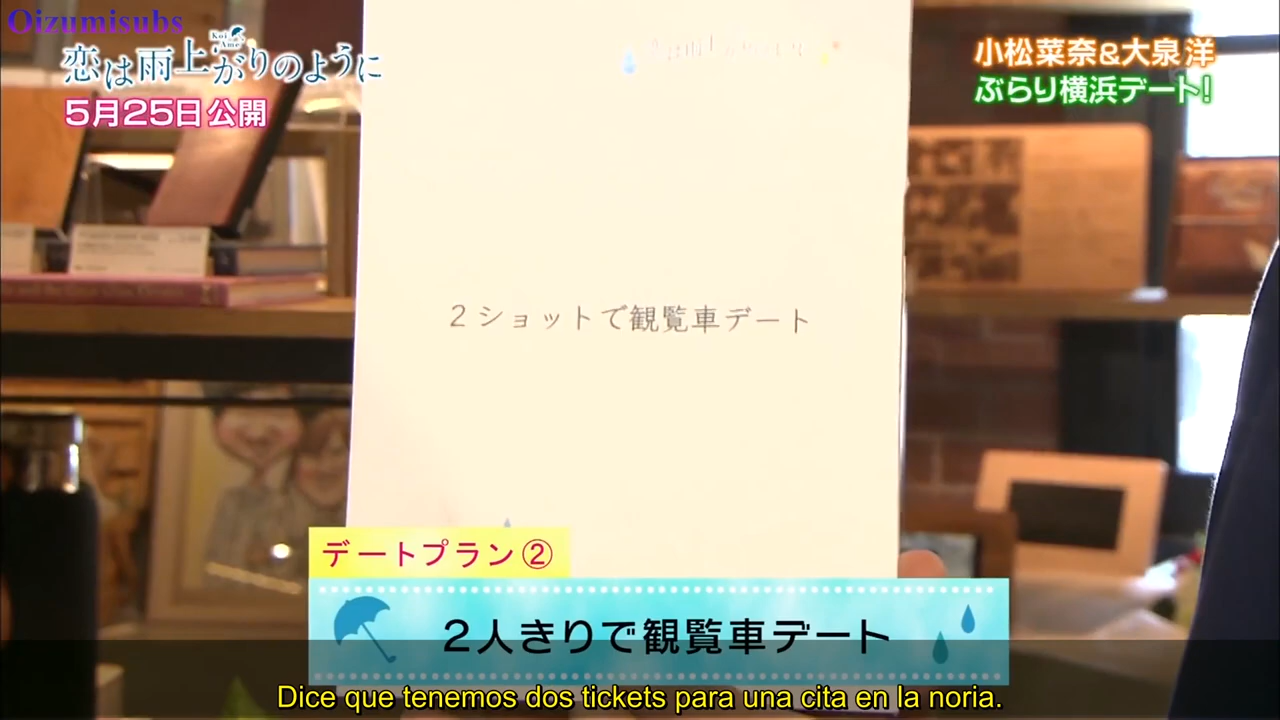 Oizumisubs
Koi
Ame
恋は雨上がりのように
5月25日公開
小松菜奈&大泉洋
ぶらり横浜デート!
2ショットで観覧車デート
デートプラン②
2人きりで観覧車デート
Dice que tenemos dos tickets para una cita en la noria.